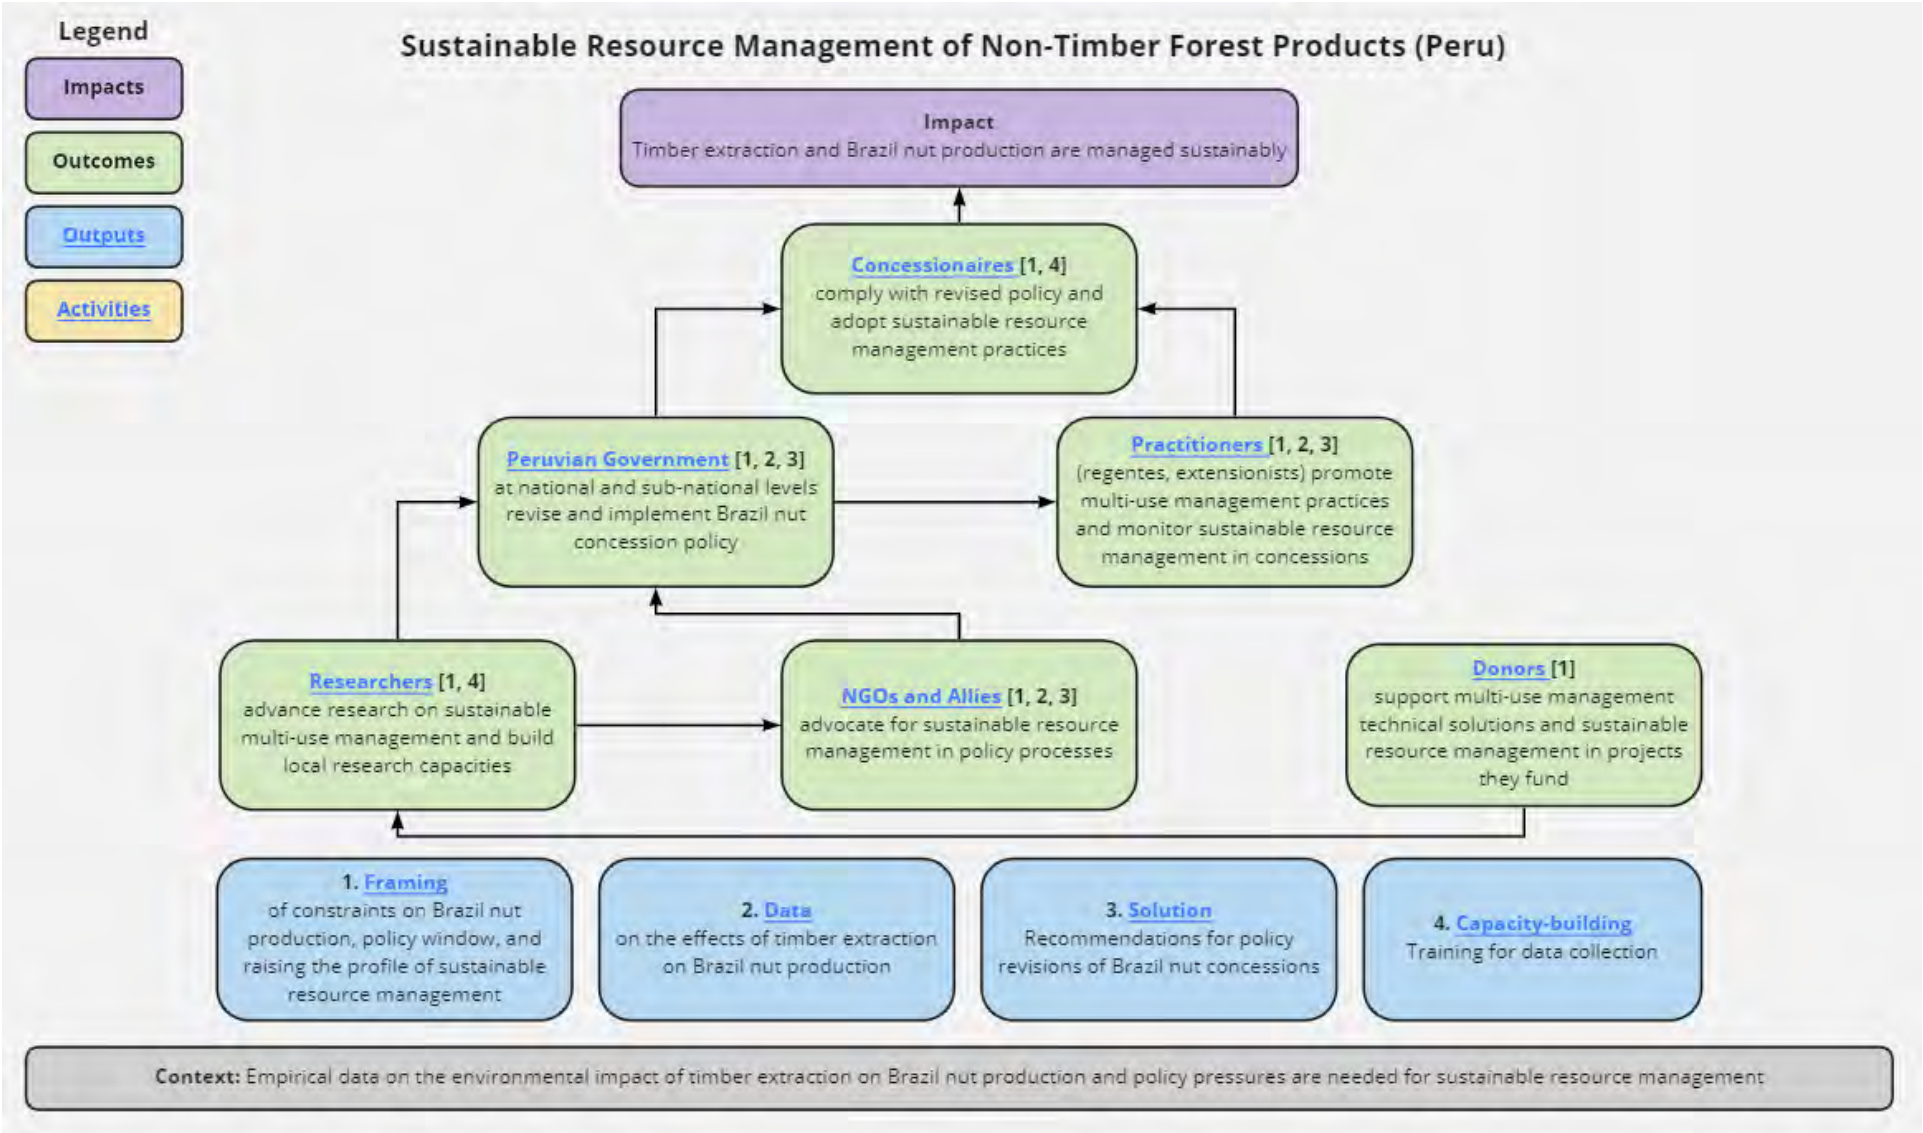 Legend
Impacts
Outcomes
Outputs
Activities
Sustainable Resource Management of Non-Timber Forest Products (Peru)
Impact
Timber extraction and Brazil nut production are managed sustainably
Concessionaires [1, 4]
comply with revised policy and
adopt sustainable resource
management practices
Peruvian Government [1, 2, 3]
at national and sub-national levels
revise and implement Brazil nut
concession policy
Practitioners [1, 2, 3]
(regentes, extensionists) promote
multi-use management practices
and monitor sustainable resource
management in concessions
Researchers [1, 4]
advance research on sustainable
multi-use management and build
local research capacities
NGOs and Allies [1, 2, 3]
advocate for sustainable resource
management in policy processes
Donors [1]
support multi-use management
technical solutions and sustainable
resource management in projects
they fund
1. Framing
of constraints on Brazil nut
production, policy window, and
raising the profile of sustainable
resource management
2. Data
on the effects of timber extraction
on Brazil nut production
3. Solution
Recommendations for policy
revisions of Brazil nut concessions
4. Capacity-building
Training for data collection
Context: Empirical data on the environmental impact of timber extraction on Brazil nut production and policy pressures are needed for sustainable resource management